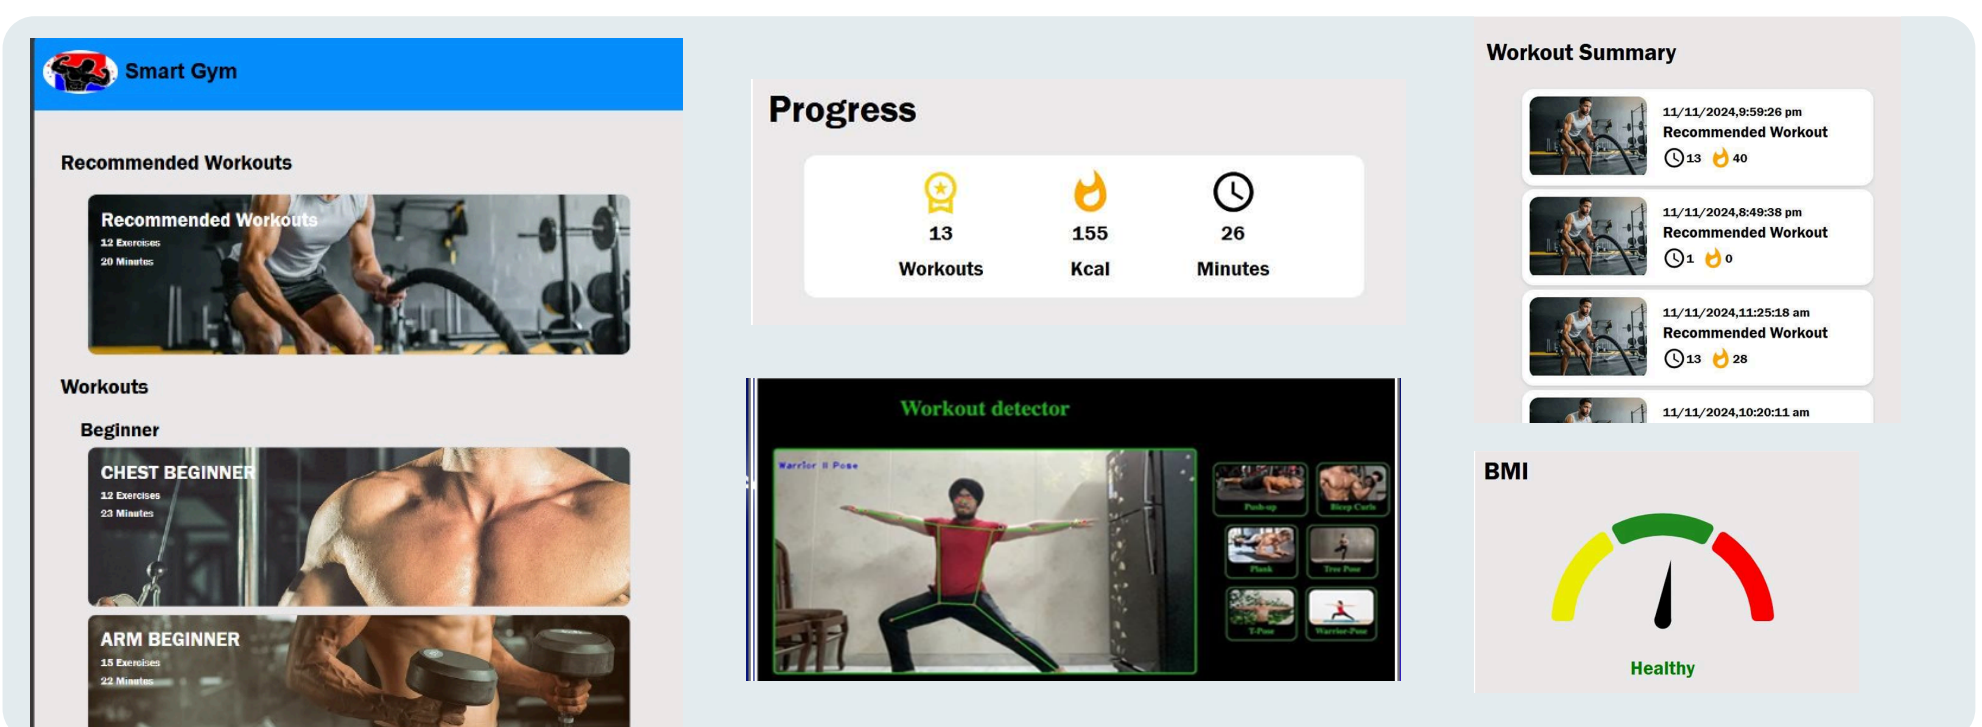 Smart Gym
Recommended Workouts
Recommended Workouts
12 Exercises
20 Minutes
Workouts
Beginner
CHEST BEGINNER
12 Exercises
23 Minutes
ARM BEGINNER
15 Exercises
22 Minutes
Progress
13
155
26
Workouts
Kcal
Minutes
Workout detector
Warrior II Pose
Push-up
Bicep Curls
Plank
Tree Pose
T-Pose
Warrior-Pose
Workout Summary
11/11/2024,9:59:26 pm
Recommended Workout
13 40
11/11/2024,8:49:38 pm
Recommended Workout
1 0
11/11/2024,11:25:18 am
Recommended Workout
13 28
11/11/2024,10:20:11 am
BMI
Healthy